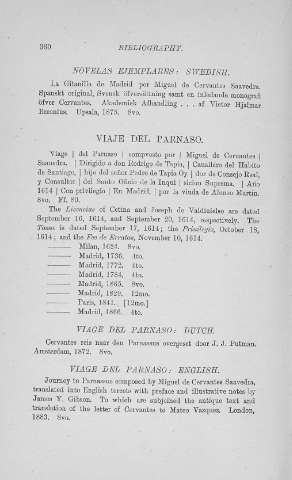 360 BIBLIOGRAPHY.
NOVELAS EJEMPLARES: SWEDISH.
La Gitanilla de Madrid por Miguel de Cervantes Saavedra.
Spanskt original, Svensk öfversättning samt en inledande monografi
öfver Cervantes. Akademisk Afhandling . . . af Victor Hjalmar
Upsala, 1875. 8vo.
VIAJE DEL PARNASO.
Viage | del Parnaso | compuesto por | Miguel de Cervantes |
Saauedra. | Dirigido a don Rodrigo de Tapia, | Cauallero del Habito
de Santiago, | hijo del señor Pedro de Tapia Oy | dor de Consejo Real,
y Consultor | del Santo Oficio de la Inqui | sicion Suprema. | Año
1614 | Con priuilegio | En Madrid, | por la viuda de Alonso Martin.
8vo. Ff. 80.
The Licencias of Cetina and Joseph de Valdivielso are dated
September 16, 1614, and September 20, 1614, respectively. The
Tassa is dated September 17, 1614; the Privilegio, October 18,
1614; and the Fee de Erratas, November 10, 1614.
——— Milan, 1624. 8vo.
——— Madrid, 1736. 4to.
——— Madrid, 1772. 4to.
——— Madrid, 1784. 4to.
——— Madrid, 1805. 8vo.
——— Madrid, 1829. 12mo.
——— Paris, 1841. [12mo.]
——— Madrid, 1866. 4to.
VIAGE DEL PARNASO: DUTCH.
Cervantes reis naar den Parnassus overgezet door J. J. Putman.
Amsterdam, 1872. 8vo.
VIAGE DEL PARNASO: ENGLISH.
Journey to Parnassus composed by Miguel de Cervantes Saavedra,
translated into English tercets with preface and illustrative notes by
James Y. Gibson. To which are subjoined the antique text and
translation of the letter of Cervantes to Mateo Vazquez. London,
1883. 8vo.